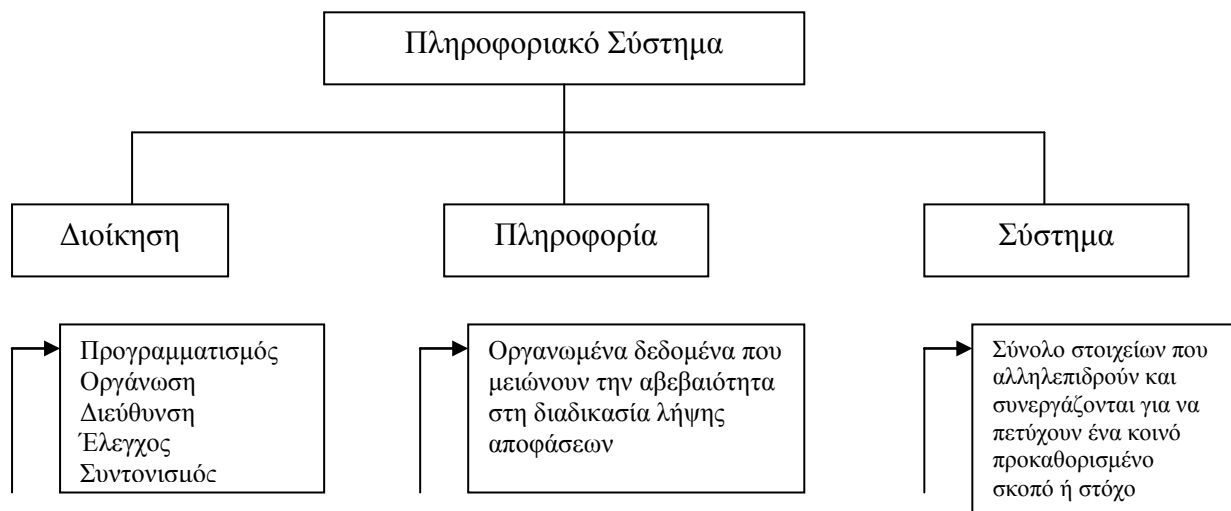 Πληροφοριακό Σύστημα
Διοίκηση
Πληροφορία
Σύστημα
Προγραμματισμός
Οργάνωση
Διεύθυνση
Έλεγχος
Συντονισμός
Οργανωμένα δεδομένα που
μειώνουν την αβεβαιότητα
στη διαδικασία λήψης
αποφάσεων
Σύνολο στοιχείων που
αλληλεπιδρούν και
συνεργάζονται για να
πετύχουν ένα κοινό
προκαθορισμένο
σκοπό ή στόχο